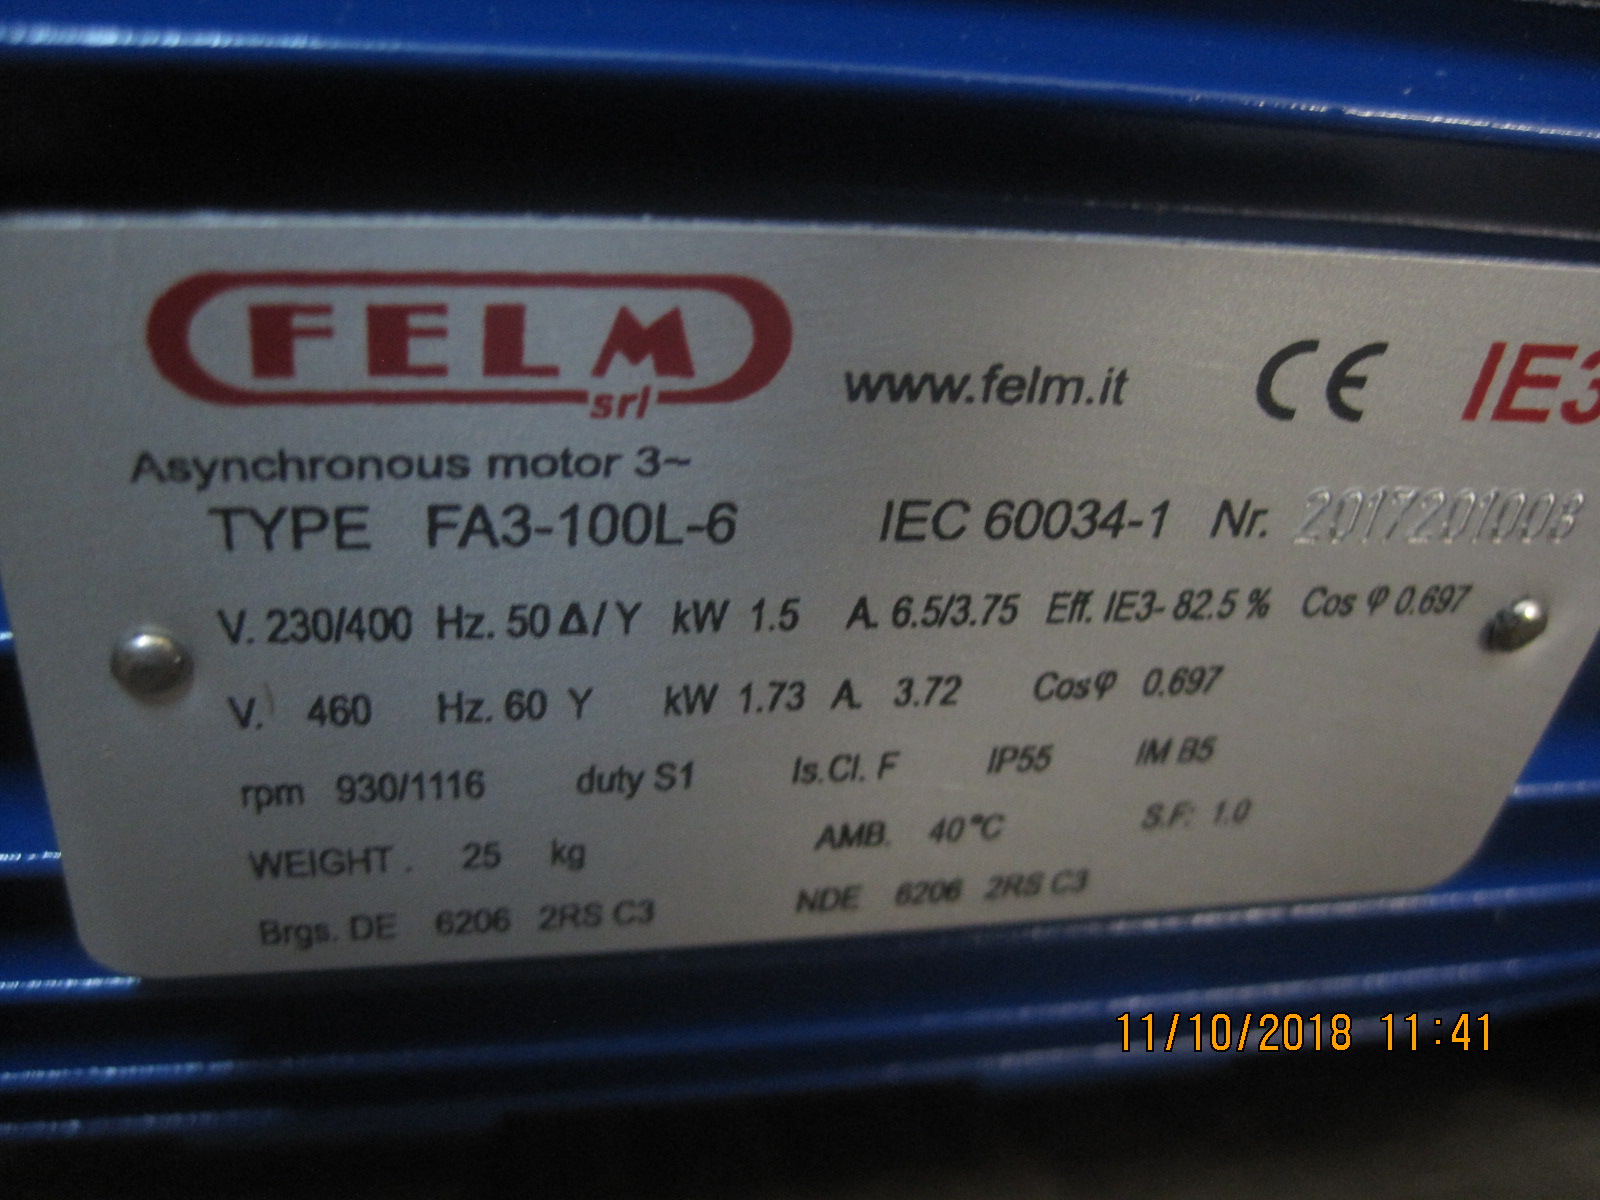 FELM
srl
www.felm.it CE IE3
Asynchronous motor 3~
TYPE FA3-100L-6 IEC 60034-1 Nr. 2017201008
V. 230/400 Hz. 50 Δ/Y kW 1.5 A. 6.5/3.75 Eff. IE3- 82.5 % Cos φ 0.697
V. 460 Hz. 60 Y kW 1.73 A. 3.72 Cosφ 0.697
rpm 930/1116 duty S1 Is.Cl. F IP55 IM B5
WEIGHT. 25 kg AMB. 40°C S.F: 1.0
Brgs. DE 6206 2RS C3 NDE 6206 2RS C3
11/10/2018 11:41